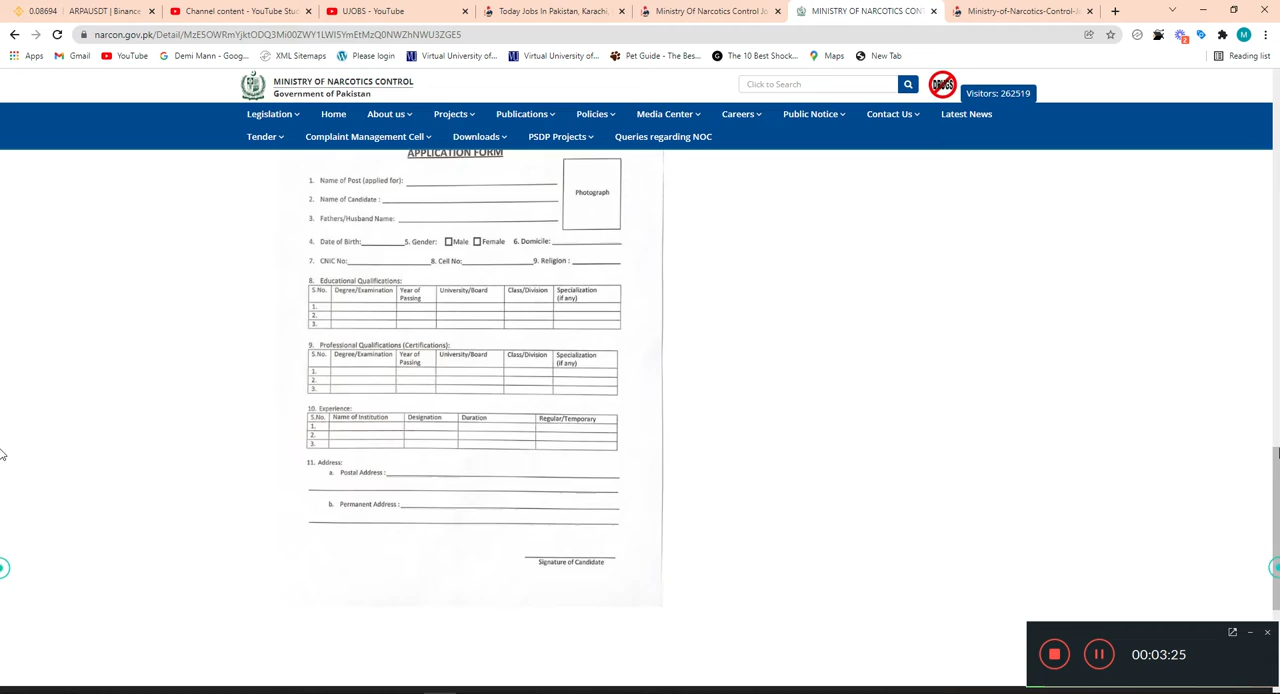 0.08694 ARPAUSDT | Binance
Channel content - YouTube Stu
UJOBS - YouTube
Today Jobs In Pakistan, Karachi,
Ministry Of Narcotics Control Jo
MINISTRY OF NARCOTICS CON
Ministry-of-Narcotics-Control-J
narcon.gov.pk/Detail/MzE5OWRmYjktODQ3Mi00ZWY1LWI5YmEtMzQ0NWZhNWU3ZGE5
M
Apps
Gmail
YouTube
Demi Mann - Goog...
XML Sitemaps
Please login
Virtual University of...
Virtual University of...
Pet Guide - The Bes...
The 10 Best Shock...
Maps
New Tab
Reading list
MINISTRY OF NARCOTICS CONTROL
Government of Pakistan
Click to Search
DRUGS
Visitors: 262519
Legislation Home About us Projects Publications Policies Media Center Careers Public Notice Contact Us Latest News
Tender Complaint Management Cell Downloads PSDP Projects Queries regarding NOC
APPLICATION FORM
1. Name of Post (applied for):
2. Name of Candidate :
3. Fathers/Husband Name:
Photograph
4. Date of Birth: 5. Gender: Male Female 6. Domicile:
7. CNIC No: 8. Cell No: 9. Religion :
8. Educational Qualifications:
S.No. Degree/Examination Year of Passing University/Board Class/Division Specialization (if any)
1.
2.
3.
9. Professional Qualifications (Certifications):
S.No. Degree/Examination Year of Passing University/Board Class/Division Specialization (if any)
1.
2.
3.
10. Experience:
S.No. Name of Institution Designation Duration Regular/Temporary
1.
2.
3.
11. Address:
a. Postal Address :
b. Permanent Address :
Signature of Candidate
00:03:25